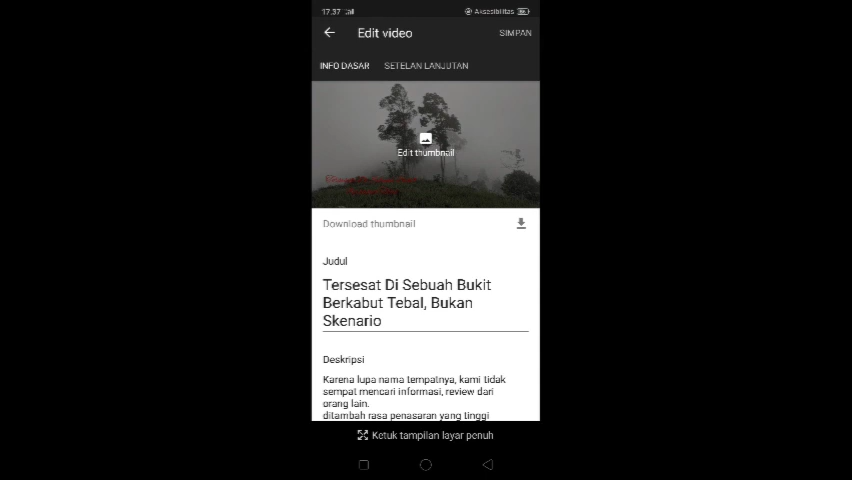 17.37
Aksesibilitas
Edit video
SIMPAN
INFO DASAR
SETELAN LANJUTAN
Edit thumbnail
Download thumbnail
Judul
Tersesat Di Sebuah Bukit
Berkabut Tebal, Bukan
Skenario
Deskripsi
Karena lupa nama tempatnya, kami tidak
sempat mencari informasi, review dari
orang lain.
ditambah rasa penasaran yang tinggi
Ketuk tampilan layar penuh